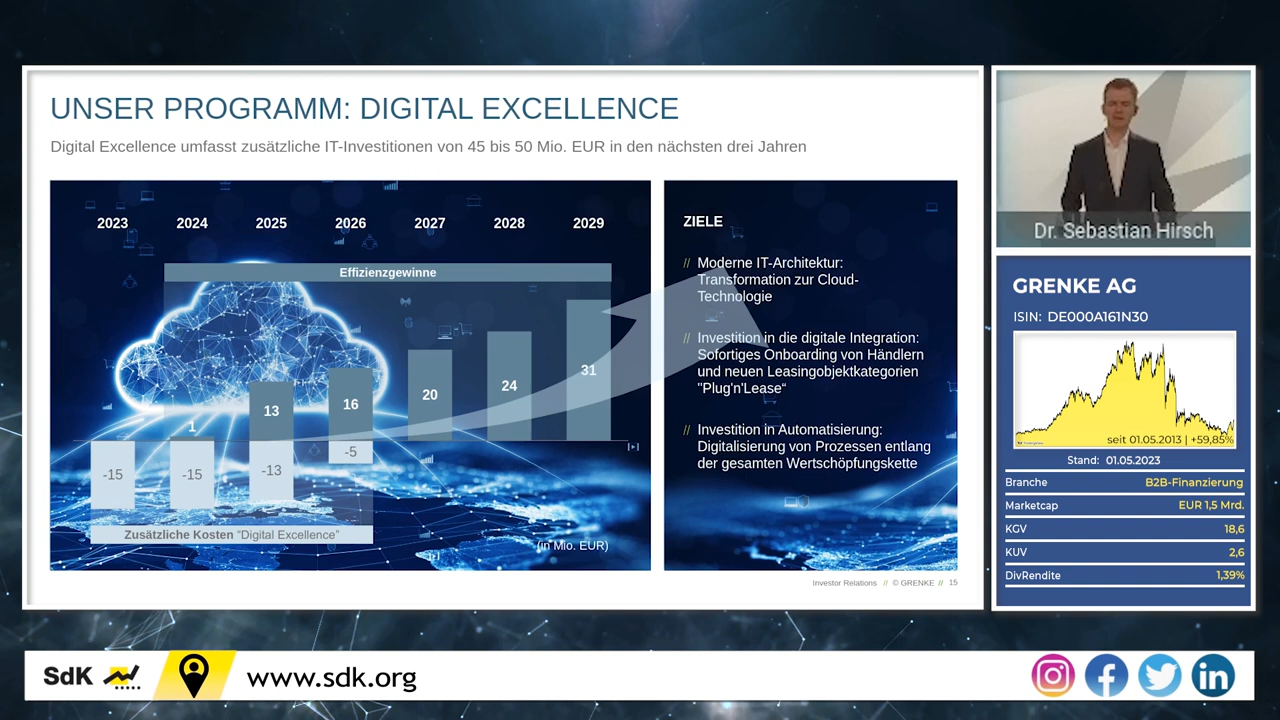 UNSER PROGRAMM: DIGITAL EXCELLENCE
Digital Excellence umfasst zusätzliche IT-Investitionen von 45 bis 50 Mio. EUR in den nächsten drei Jahren
2023 2024 2025 2026 2027 2028 2029
Effizienzgewinne
1 13 16 20 24 31
-15 -15 -13 -5
Zusätzliche Kosten "Digital Excellence"
(in Mio. EUR)
ZIELE
// Moderne IT-Architektur:
Transformation zur Cloud-
Technologie
// Investition in die digitale Integration:
Sofortiges Onboarding von Händlern
und neuen Leasingobjektkategorien
"Plug'n'Lease“
// Investition in Automatisierung:
Digitalisierung von Prozessen entlang
der gesamten Wertschöpfungskette
Investor Relations // © GRENKE // 15
Dr. Sebastian Hirsch
GRENKE AG
ISIN: DE000A161N30
seit 01.05.2013 | +59,85%
Stand: 01.05.2023
Branche B2B-Finanzierung
Marketcap EUR 1,5 Mrd.
KGV 18,6
KUV 2,6
DivRendite 1,39%
SdK www.sdk.org